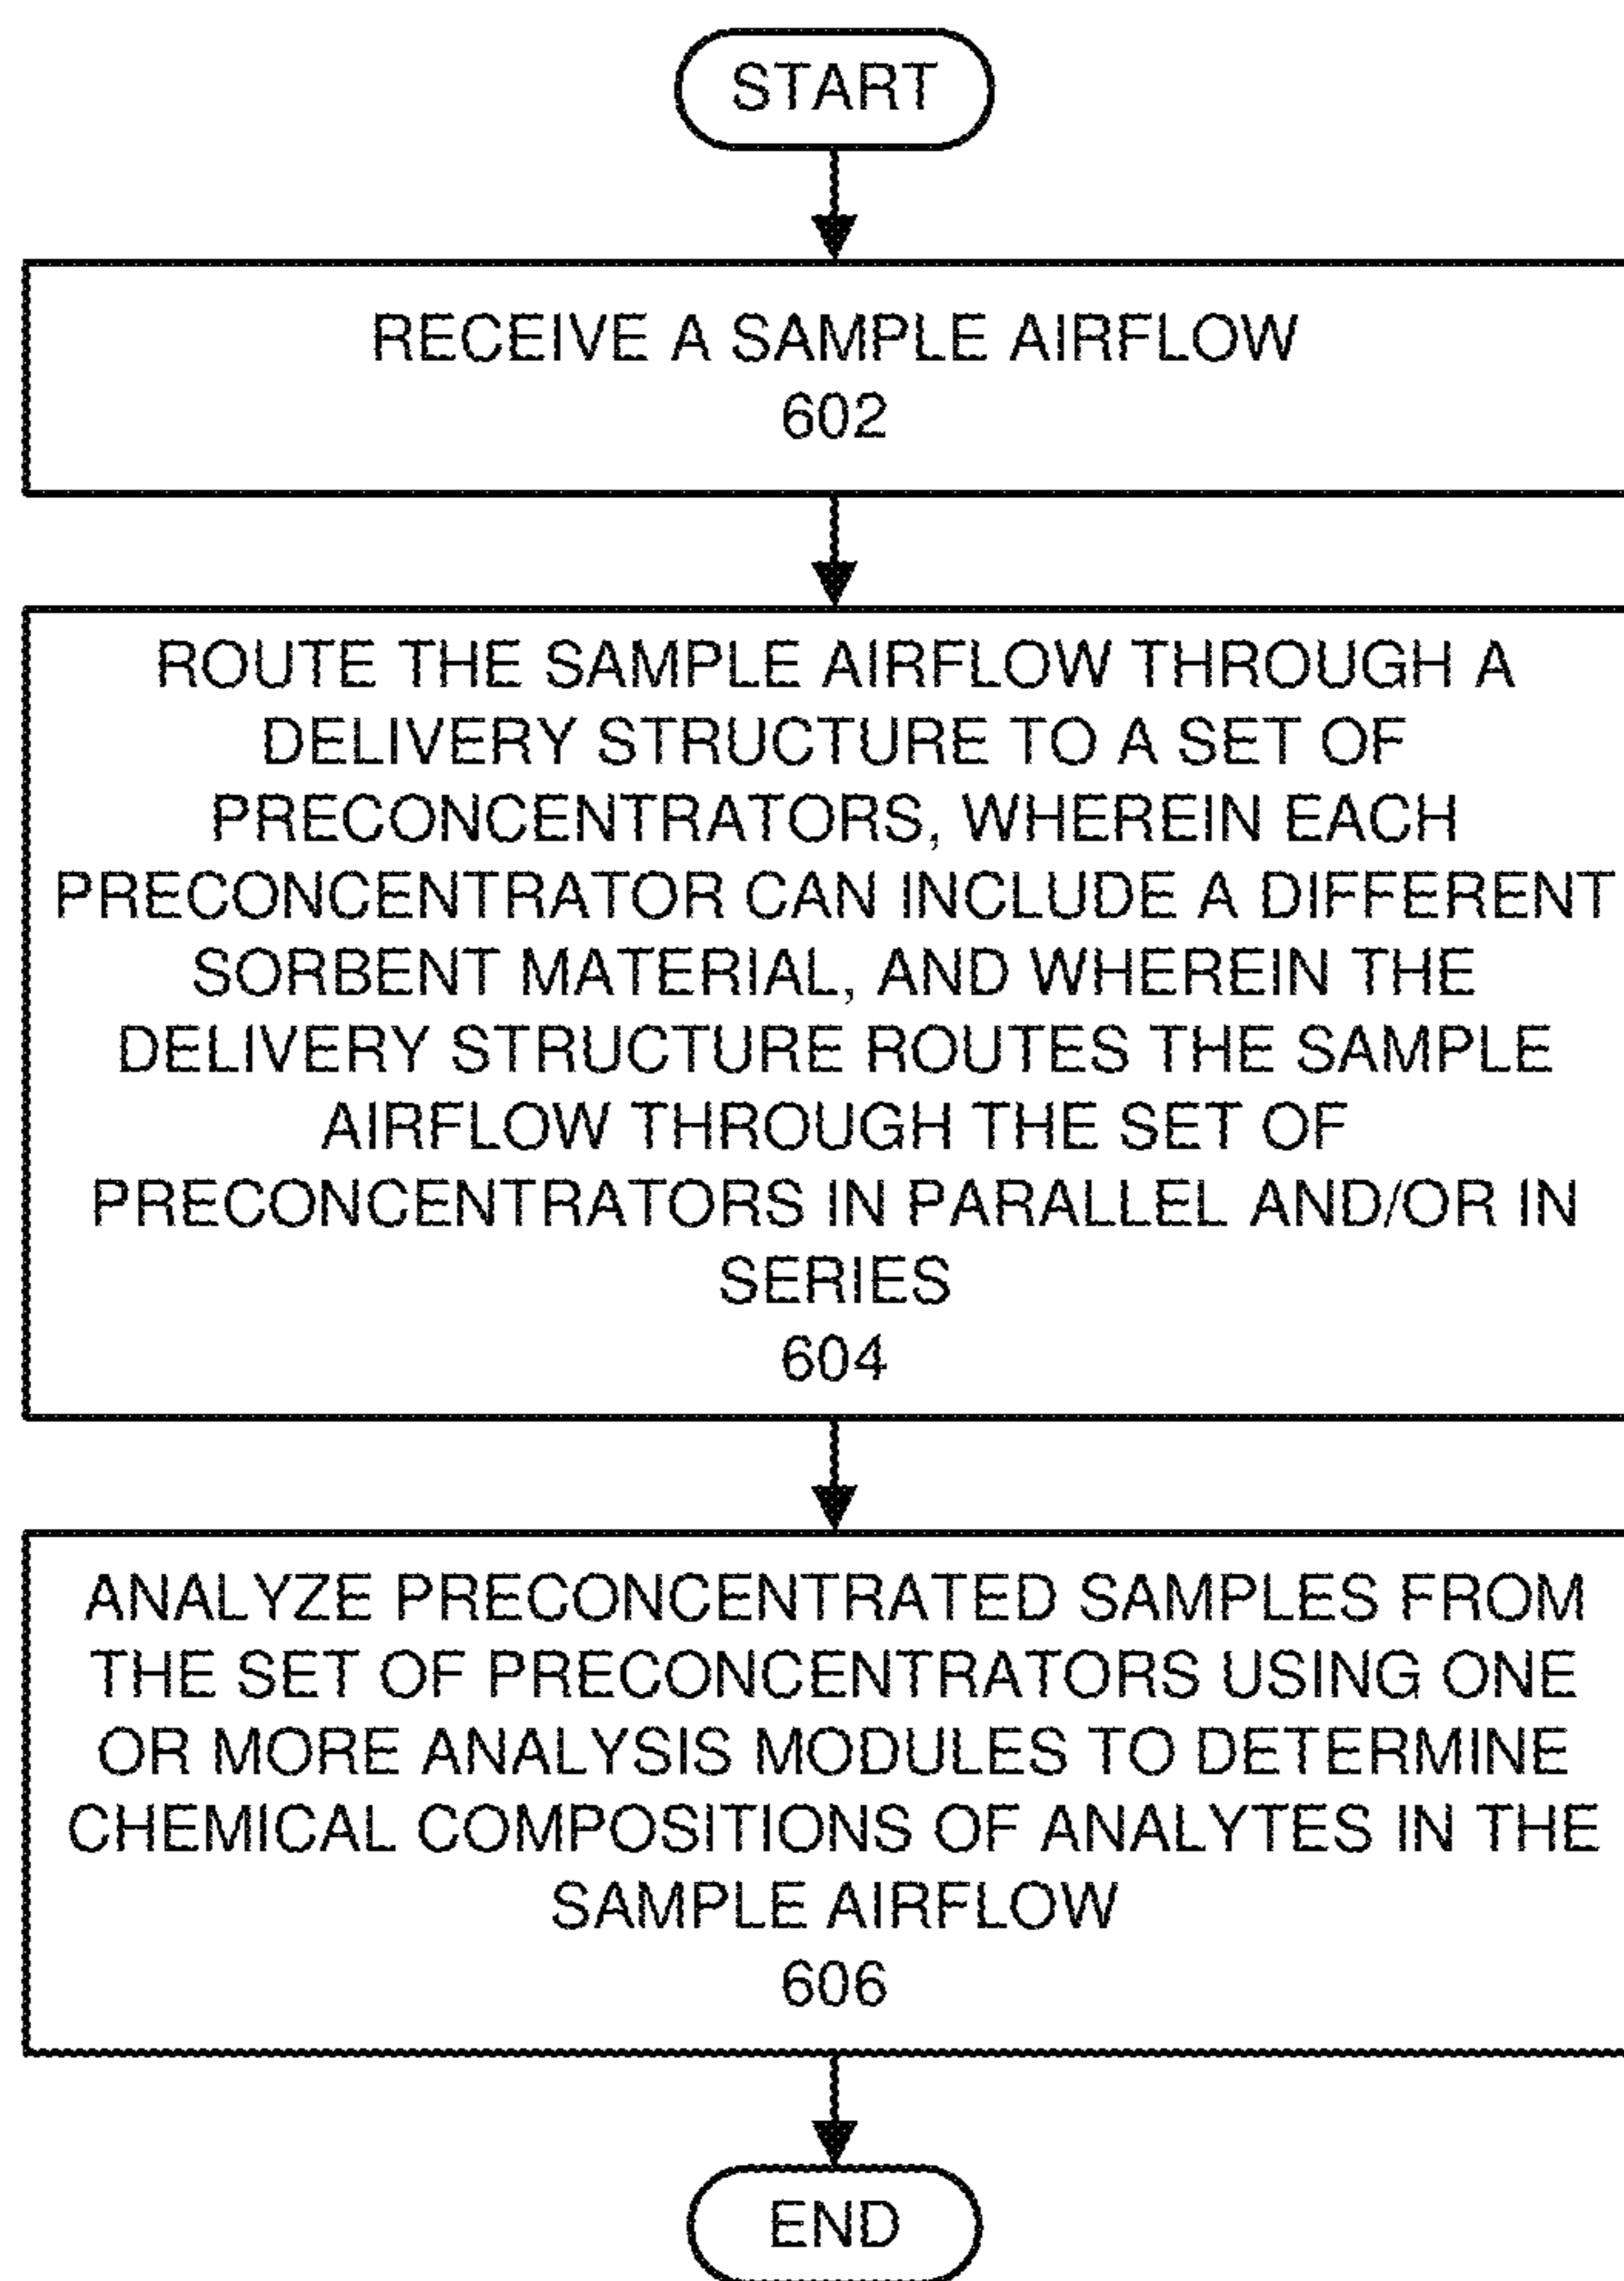 START
RECEIVE A SAMPLE AIRFLOW
602
ROUTE THE SAMPLE AIRFLOW THROUGH A
DELIVERY STRUCTURE TO A SET OF
PRECONCENTRATORS, WHEREIN EACH
PRECONCENTRATOR CAN INCLUDE A DIFFERENT
SORBENT MATERIAL, AND WHEREIN THE
DELIVERY STRUCTURE ROUTES THE SAMPLE
AIRFLOW THROUGH THE SET OF
PRECONCENTRATORS IN PARALLEL AND/OR IN
SERIES
604
ANALYZE PRECONCENTRATED SAMPLES FROM
THE SET OF PRECONCENTRATORS USING ONE
OR MORE ANALYSIS MODULES TO DETERMINE
CHEMICAL COMPOSITIONS OF ANALYTES IN THE
SAMPLE AIRFLOW
606
END